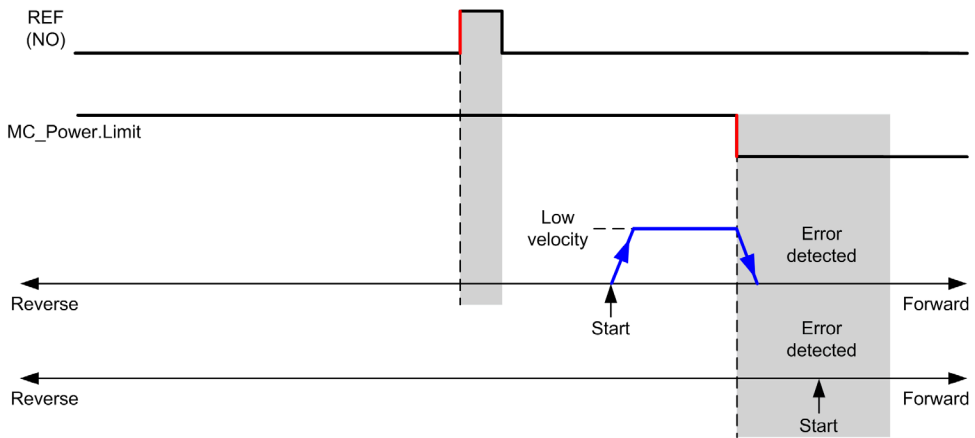 REF
(NO)
MC_Power.Limit
Low
velocity
Error
detected
Reverse
Forward
Start
Error
detected
Reverse
Forward
Start